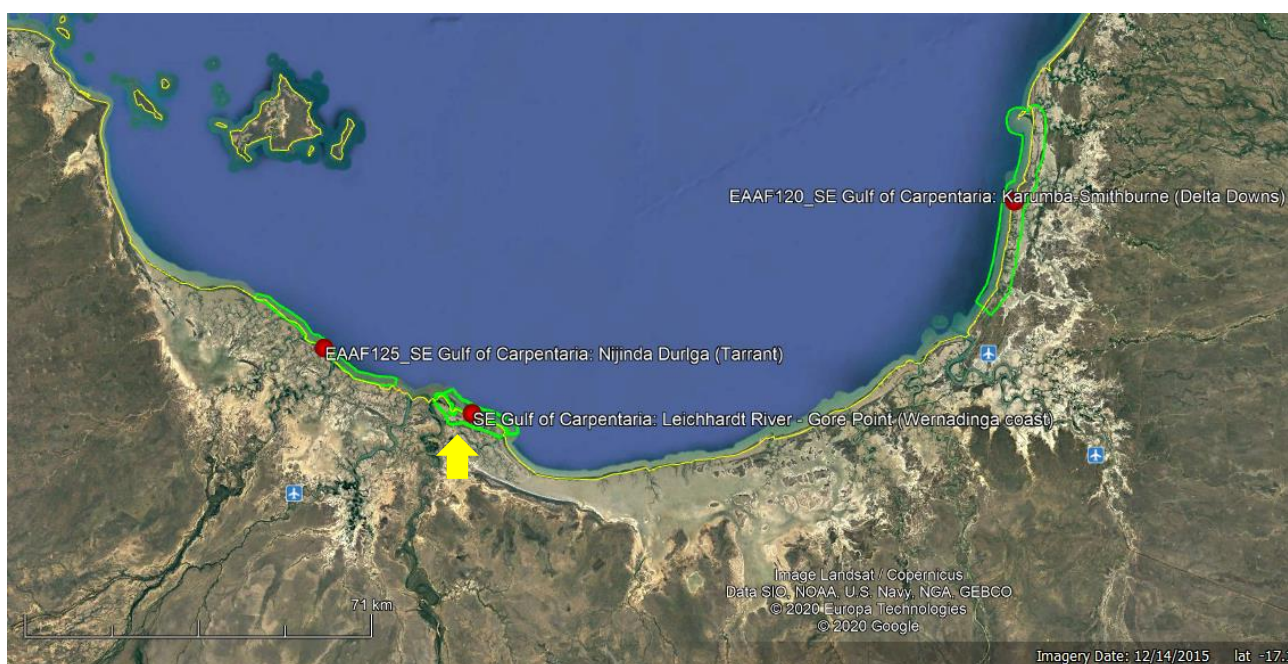 EAAF120_SE Gulf of Carpentaria: Karumba-Smithburne (Delta Downs)
EAAF125_SE Gulf of Carpentaria: Nijinda Durlga (Tarrant)
SE Gulf of Carpentaria: Leichhardt River - Gore Point (Wernadinga coast)
71 km
Image Landsat / Copernicus
Data SIO, NOAA, U.S. Navy, NGA, GEBCO
© 2020 Europa Technologies
© 2020 Google
Imagery Date: 12/14/2015 lat -17.